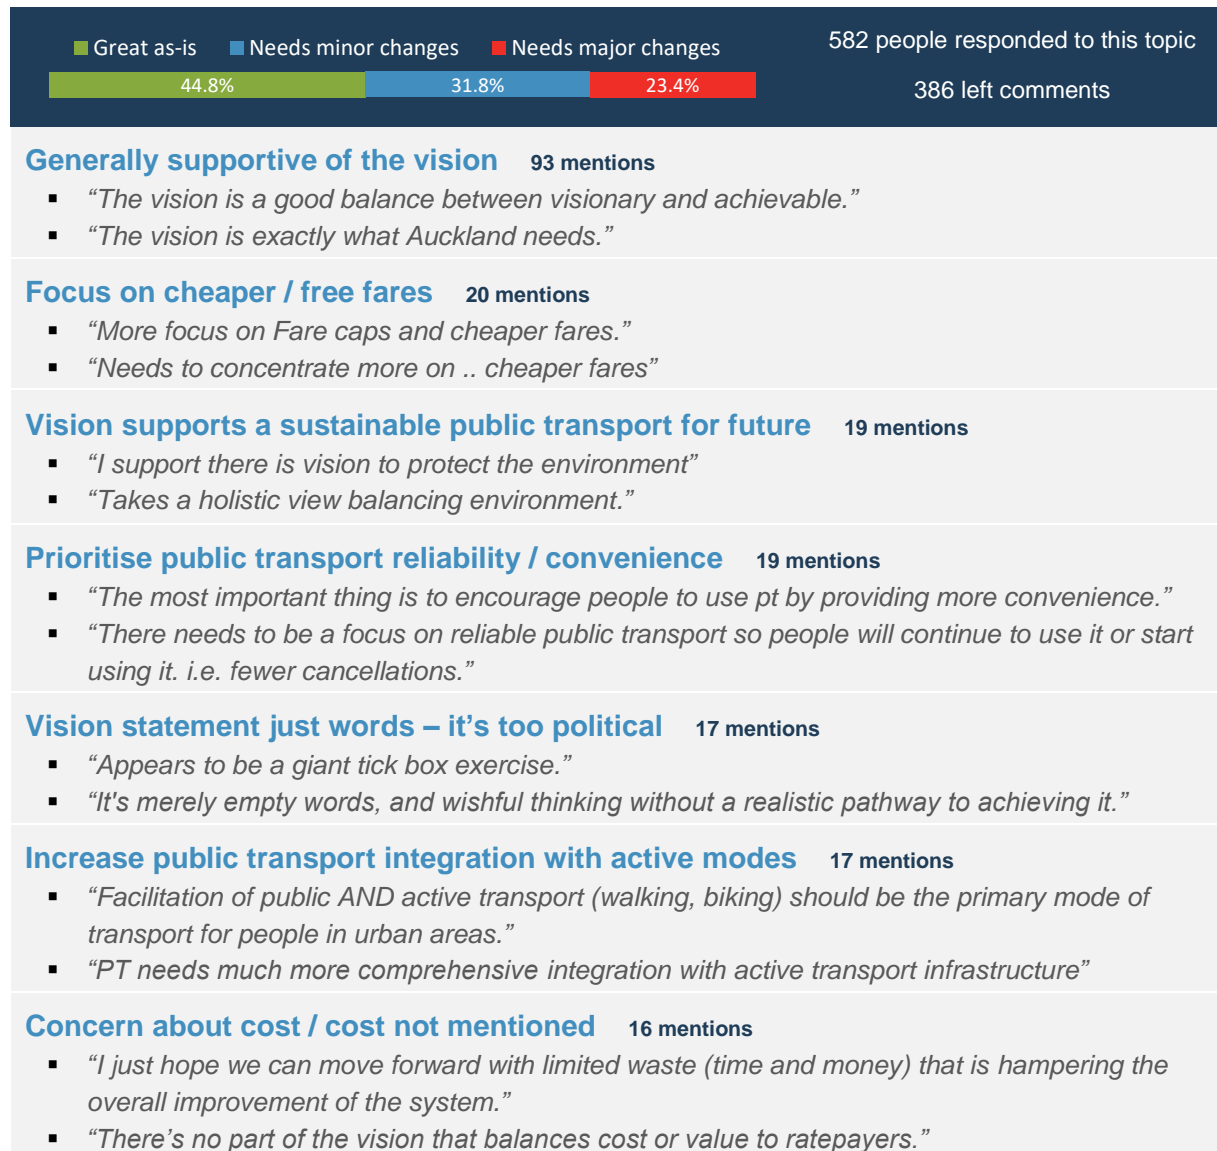 Great as-is Needs minor changes Needs major changes
44.8% 31.8% 23.4%
582 people responded to this topic
386 left comments
Generally supportive of the vision 93 mentions
▪ “The vision is a good balance between visionary and achievable.”
▪ “The vision is exactly what Auckland needs.”
Focus on cheaper / free fares 20 mentions
▪ “More focus on Fare caps and cheaper fares.”
▪ “Needs to concentrate more on .. cheaper fares”
Vision supports a sustainable public transport for future 19 mentions
▪ “I support there is vision to protect the environment”
▪ “Takes a holistic view balancing environment.”
Prioritise public transport reliability / convenience 19 mentions
▪ “The most important thing is to encourage people to use pt by providing more convenience.”
▪ “There needs to be a focus on reliable public transport so people will continue to use it or start
using it. i.e. fewer cancellations.”
Vision statement just words – it’s too political 17 mentions
▪ “Appears to be a giant tick box exercise.”
▪ “It's merely empty words, and wishful thinking without a realistic pathway to achieving it.”
Increase public transport integration with active modes 17 mentions
▪ “Facilitation of public AND active transport (walking, biking) should be the primary mode of
transport for people in urban areas.”
▪ “PT needs much more comprehensive integration with active transport infrastructure”
Concern about cost / cost not mentioned 16 mentions
▪ “I just hope we can move forward with limited waste (time and money) that is hampering the
overall improvement of the system.”
▪ “There’s no part of the vision that balances cost or value to ratepayers.”